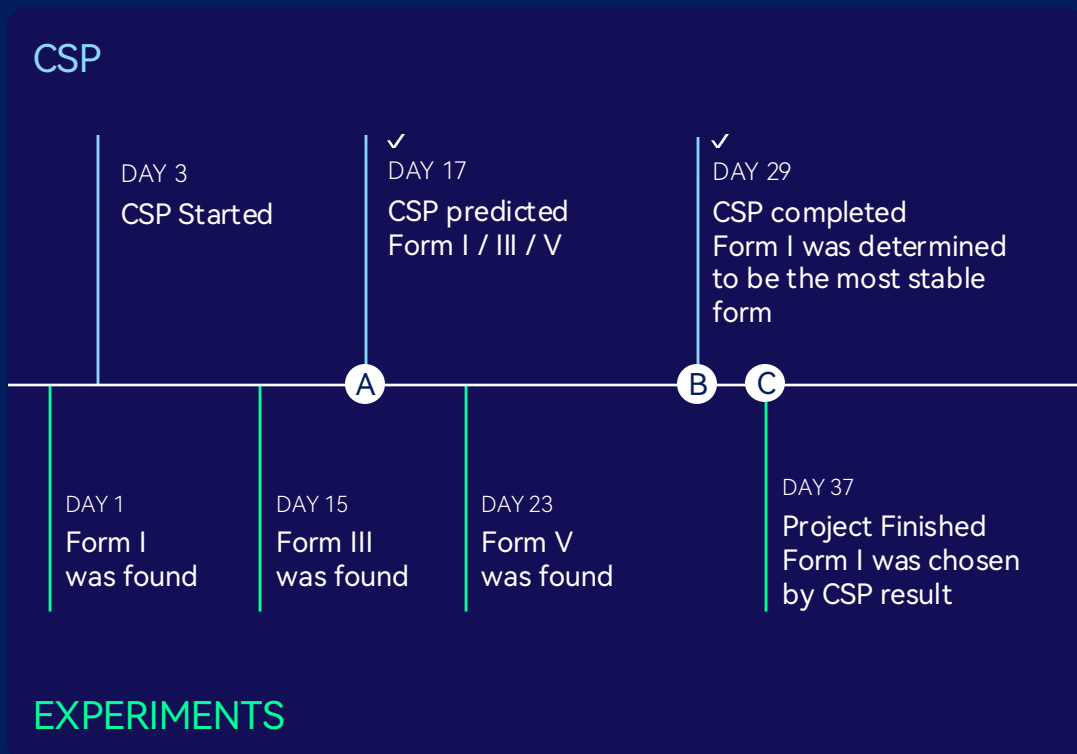 CSP
✓
DAY 3
CSP Started
DAY 17
CSP predicted
Form I / III / V
✓
DAY 29
CSP completed
Form I was determined
to be the most stable
form
A
B
C
DAY 1
Form I
was found
DAY 15
Form III
was found
DAY 23
Form V
was found
DAY 37
Project Finished
Form I was chosen
by CSP result
EXPERIMENTS